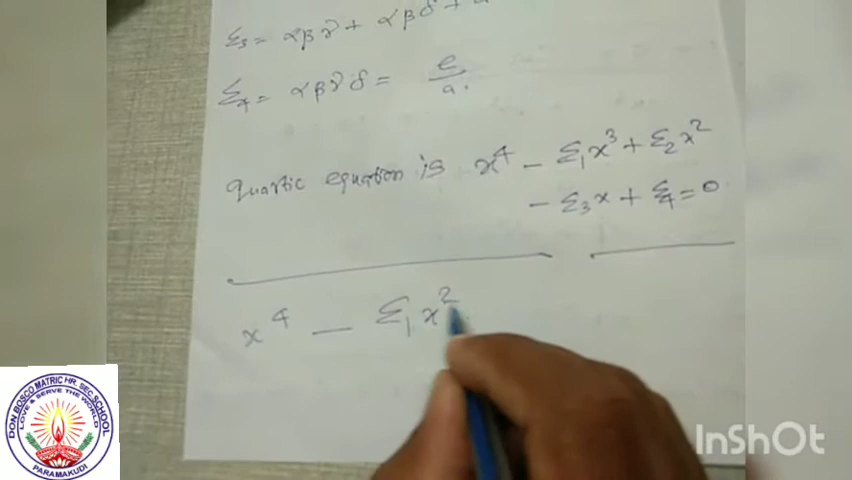 Σ₃ = αβγ + αβδ +
Σ₄ = αβγδ = e/a.
quartic equation is x⁴ - Σ₁x³ + Σ₂x²
- Σ₃x + Σ₄ = 0
x⁴ - Σ₁x²
DON BOSCO MATRIC HR. SEC. SCHOOL
LOVE & SERVE THE WORLD
PARAMAKUDI
InShOt